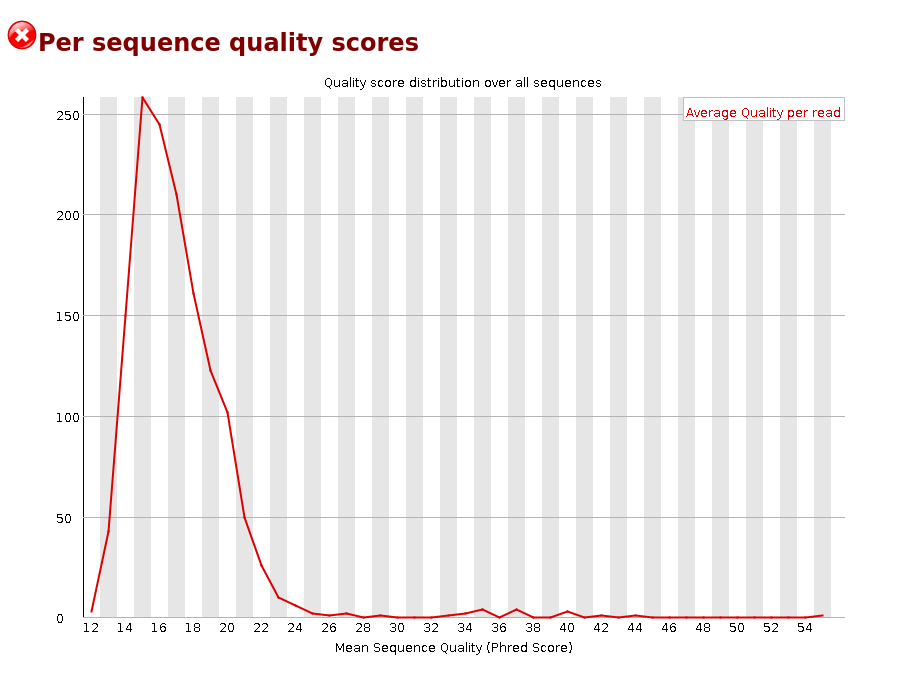 Per sequence quality scores
Quality score distribution over all sequences
Average Quality per read
250
200
150
100
50
0
12 14 16 18 20 22 24 26 28 30 32 34 36 38 40 42 44 46 48 50 52 54
Mean Sequence Quality (Phred Score)